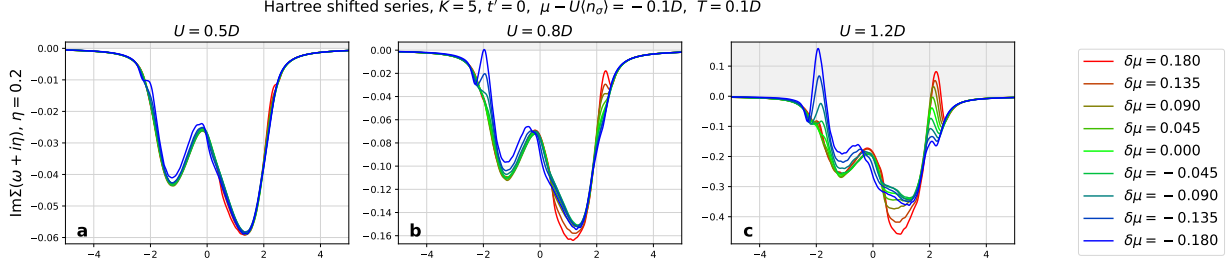 Hartree shifted series, K = 5, t′ = 0, μ − U⟨n_σ⟩ = −0.1D, T = 0.1D
U = 0.5D
U = 0.8D
U = 1.2D
ImΣ(ω + iη), η = 0.2
0.00
−0.01
−0.02
−0.03
−0.04
−0.05
−0.06
a
−4
−2
0
2
4
0.00
−0.02
−0.04
−0.06
−0.08
−0.10
−0.12
−0.14
−0.16
b
−4
−2
0
2
4
0.1
0.0
−0.1
−0.2
−0.3
−0.4
c
−4
−2
0
2
4
δμ = 0.180
δμ = 0.135
δμ = 0.090
δμ = 0.045
δμ = 0.000
δμ = −0.045
δμ = −0.090
δμ = −0.135
δμ = −0.180